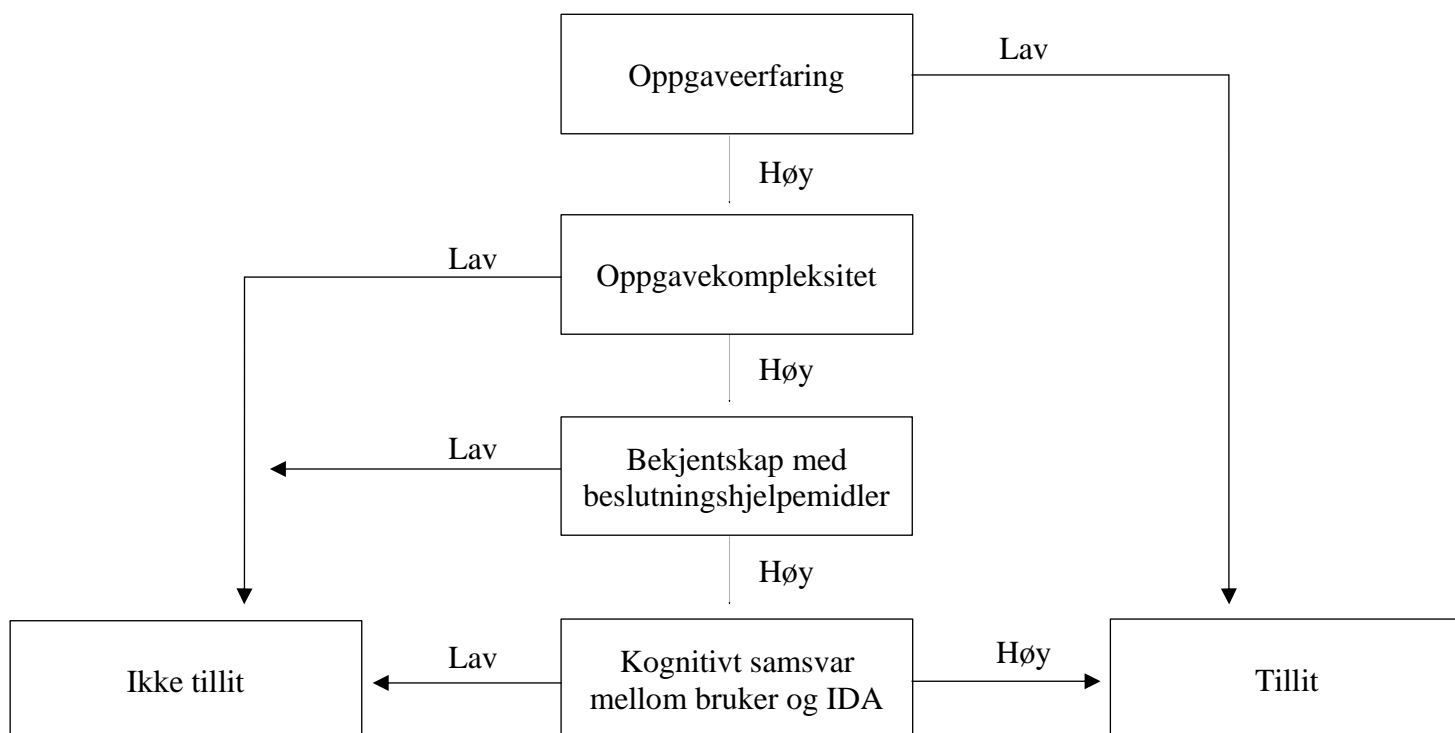 Lav
Oppgaveerfaring
Høy
Lav
Oppgavekompleksitet
Høy
Lav
Bekjentskap med
beslutningshjelpemidler
Høy
Ikke tillit
Lav
Kognitivt samsvar
mellom bruker og IDA
Høy
Tillit